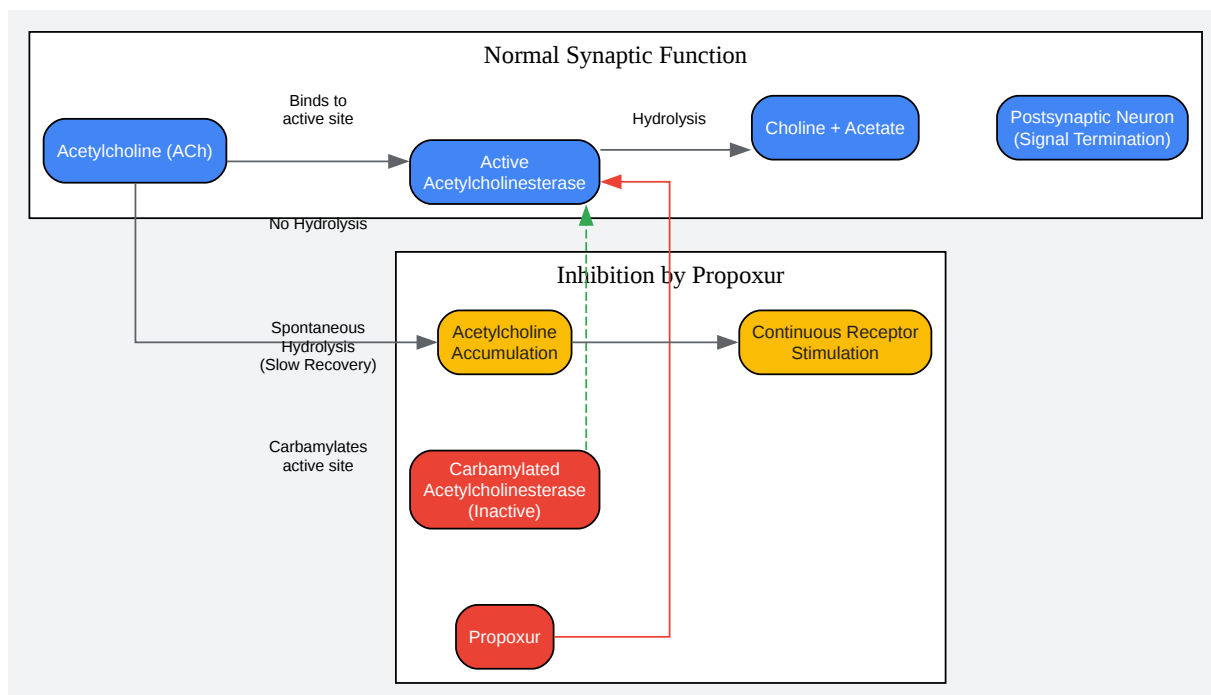 Normal Synaptic Function
Binds to
active site
Hydrolysis
Acetylcholine (ACh)
Active
Acetylcholinesterase
Choline + Acetate
Postsynaptic Neuron
(Signal Termination)
No Hydrolysis
Inhibition by Propoxur
Spontaneous
Hydrolysis
(Slow Recovery)
Acetylcholine
Accumulation
Continuous Receptor
Stimulation
Carbamylates
active site
Carbamylated
Acetylcholinesterase
(Inactive)
Propoxur